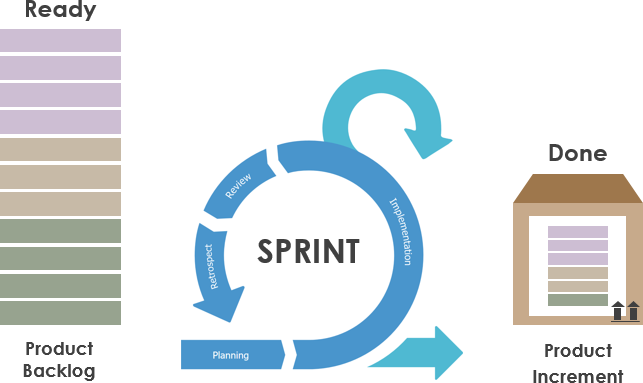 Ready
Product
Backlog
Review
Retrospect
Planning
SPRINT
Implementation
Done
Product
Increment